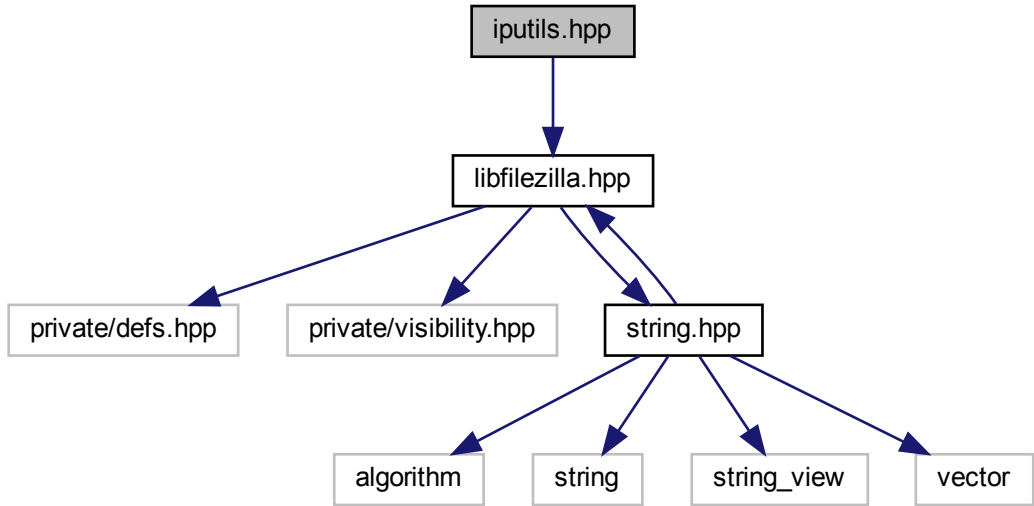 iputils.hpp
libfilezilla.hpp
private/defs.hpp
private/visibility.hpp
string.hpp
algorithm
string
string_view
vector